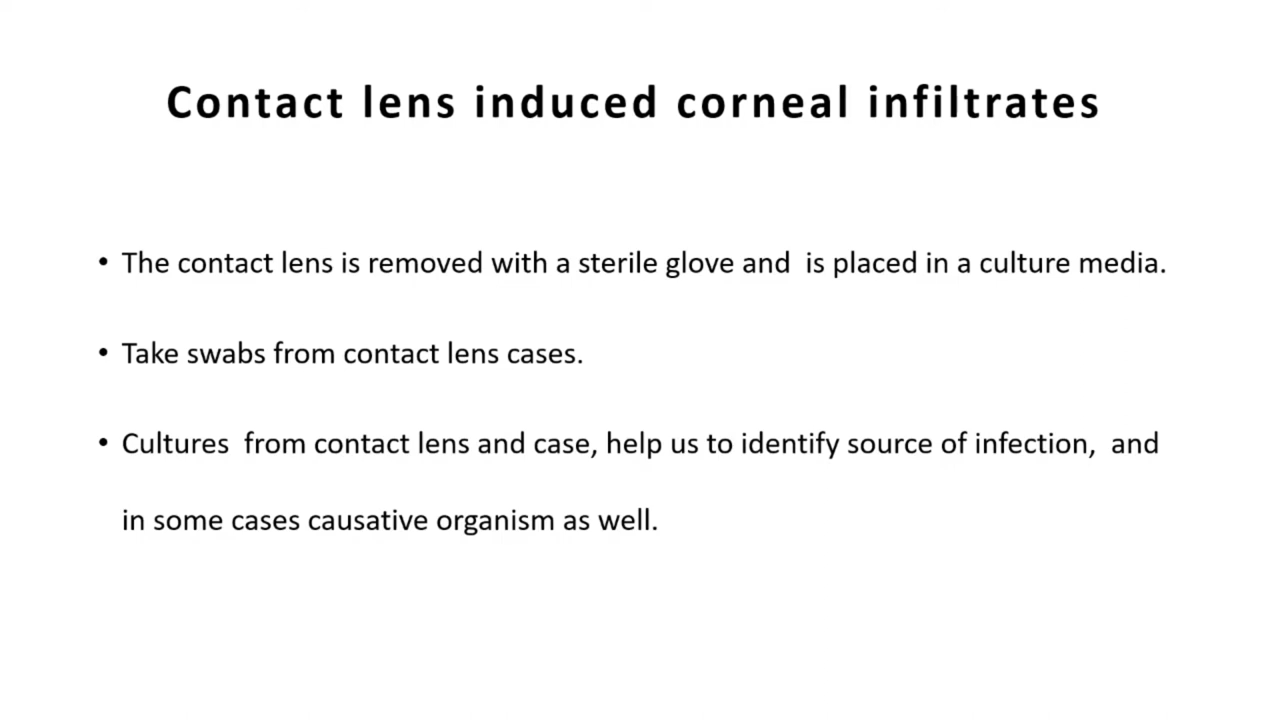 Contact lens induced corneal infiltrates
• The contact lens is removed with a sterile glove and  is placed in a culture media.
• Take swabs from contact lens cases.
• Cultures  from contact lens and case, help us to identify source of infection,  and
in some cases causative organism as well.